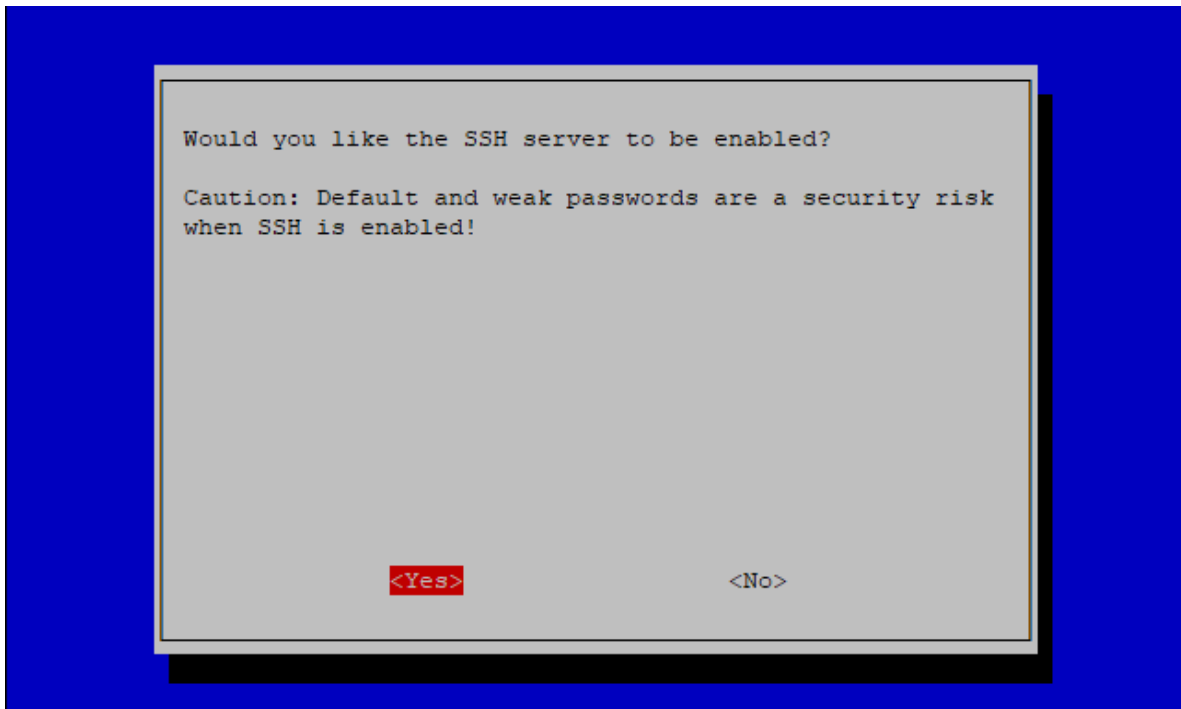 Would you like the SSH server to be enabled?
Caution: Default and weak passwords are a security risk
when SSH is enabled!
<Yes> <No>